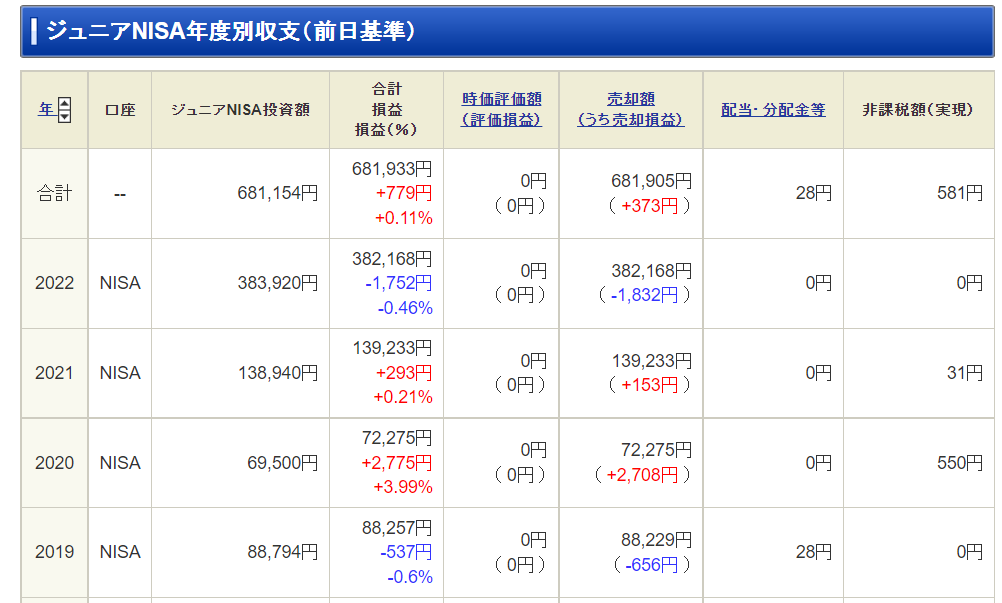 ジュニアNISA年度別収支(前日基準)
年 口座 ジュニアNISA投資額 合計 損益 損益(%) 時価評価額 (評価損益) 売却額 (うち売却損益) 配当・分配金等 非課税額(実現)
合計 -- 681,154円 681,933円 +779円 +0.11% 0円 (0円) 681,905円 (+373円) 28円 581円
2022 NISA 383,920円 382,168円 -1,752円 -0.46% 0円 (0円) 382,168円 (-1,832円) 0円 0円
2021 NISA 138,940円 139,233円 +293円 +0.21% 0円 (0円) 139,233円 (+153円) 0円 31円
2020 NISA 69,500円 72,275円 +2,775円 +3.99% 0円 (0円) 72,275円 (+2,708円) 0円 550円
2019 NISA 88,794円 88,257円 -537円 -0.6% 0円 (0円) 88,229円 (-656円) 28円 0円